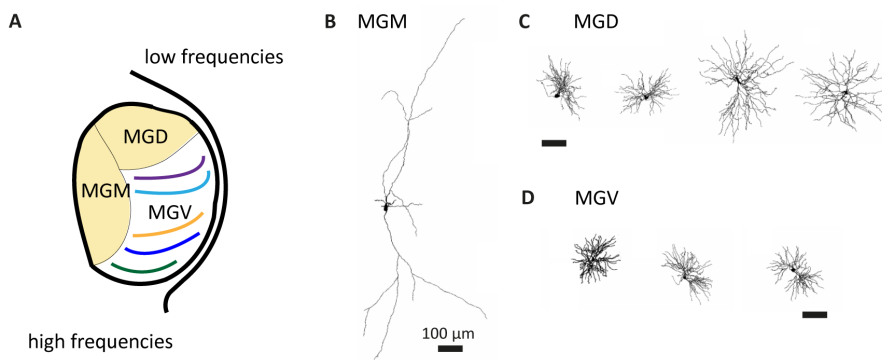 A
low frequencies
MGD
MGM
MGV
high frequencies
B MGM
100 µm
C MGD
D MGV